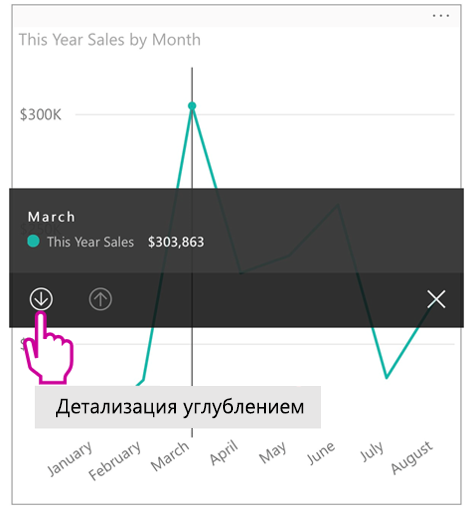 This Year Sales by Month
$300K
March
This Year Sales $303,863
Детализация углублением
January February March April May June July August